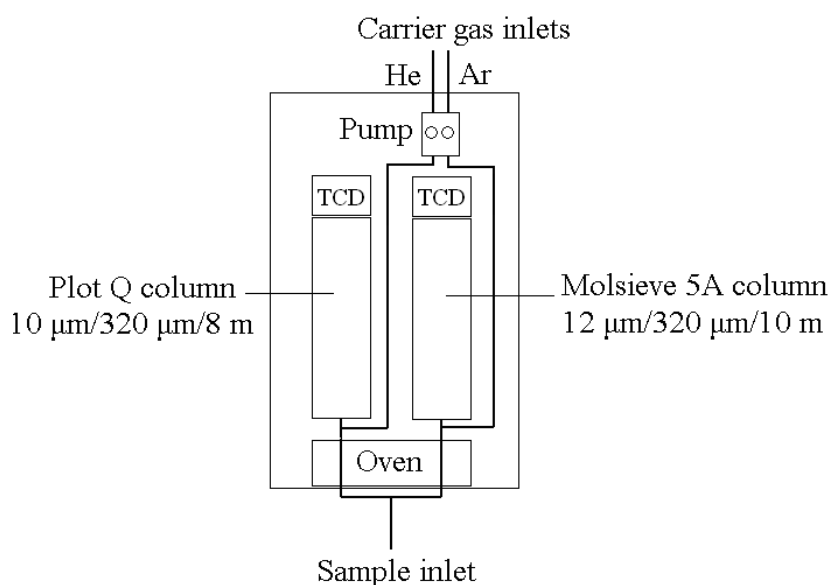 Carrier gas inlets
He Ar
Pump
TCD TCD
Plot Q column
10 μm/320 μm/8 m
Molsieve 5A column
12 μm/320 μm/10 m
Oven
Sample inlet